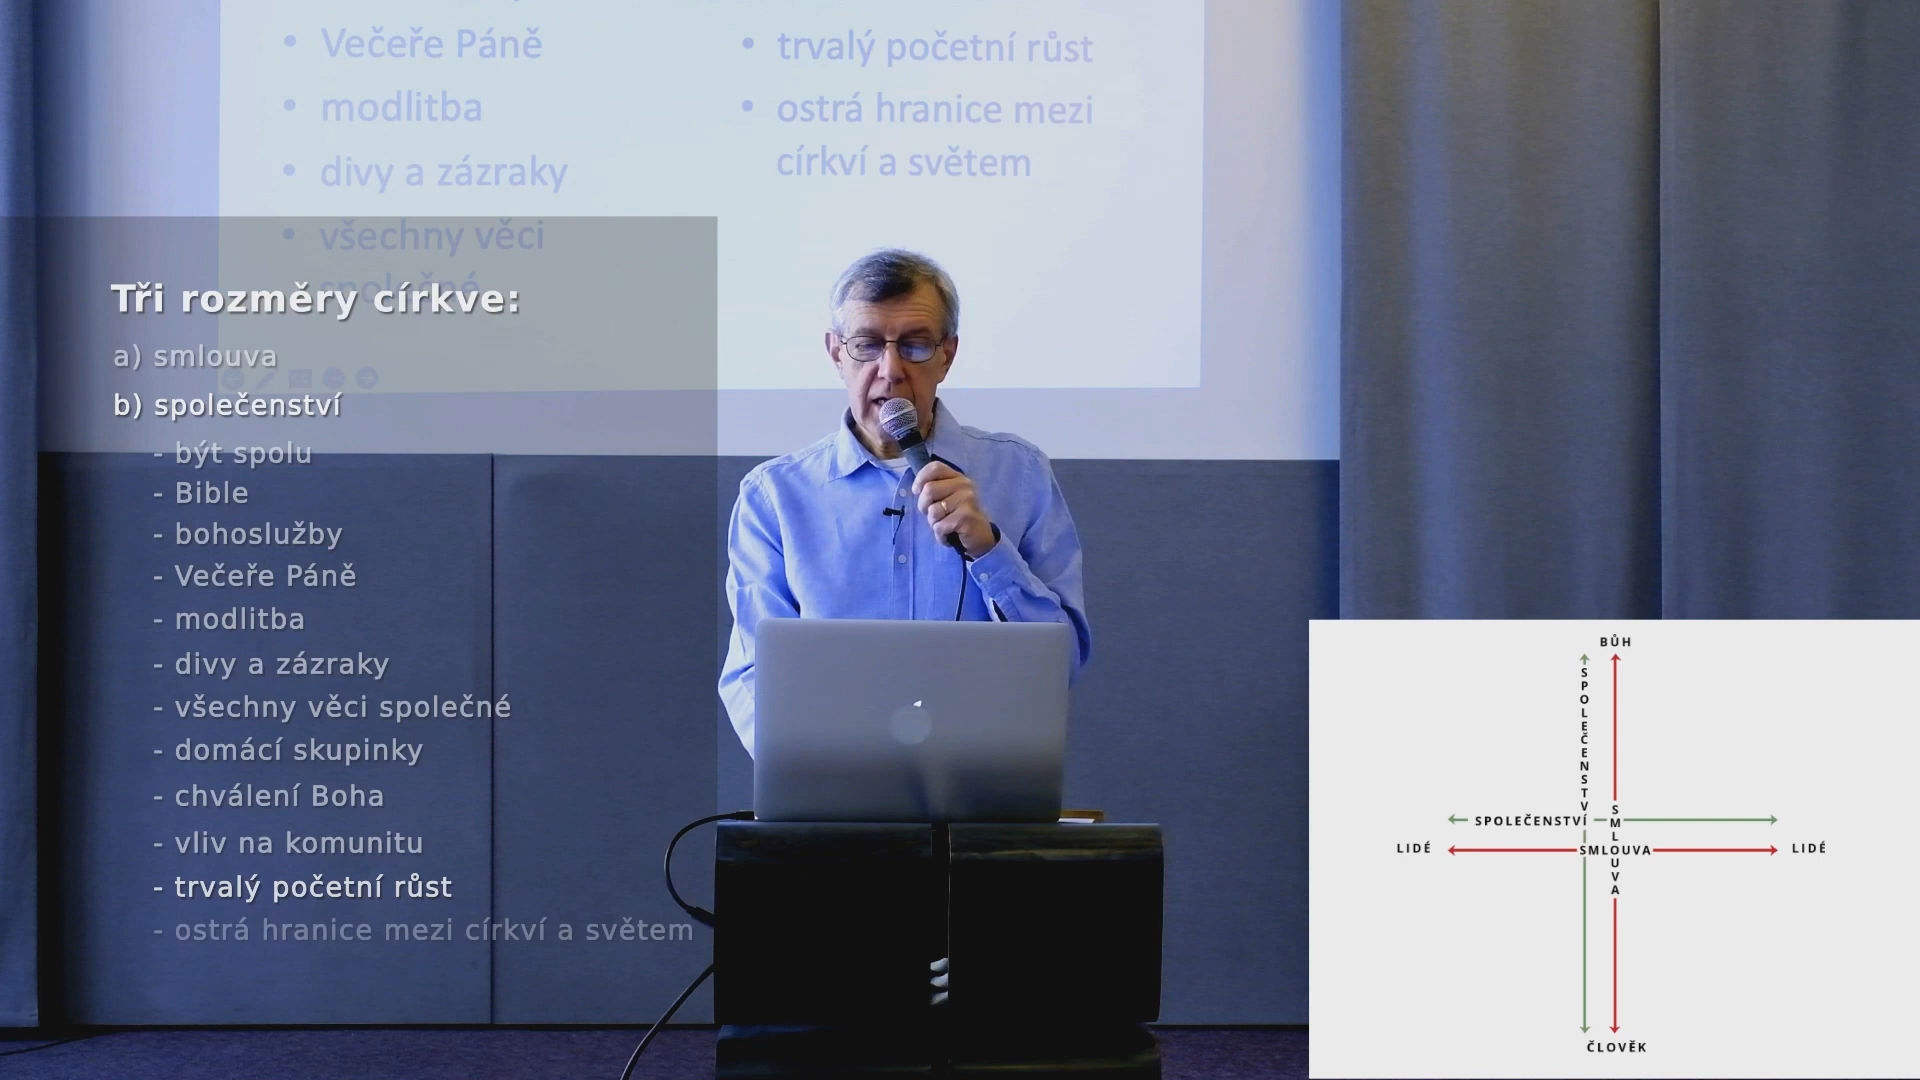 • Večeře Páně
• modlitba
• divy a zázraky
• všechny věci
společné
• trvalý početní růst
• ostrá hranice mezi
církví a světem
Tři rozměry církve:
a) smlouva
b) společenství
- být spolu
- Bible
- bohoslužby
- Večeře Páně
- modlitba
- divy a zázraky
- všechny věci společné
- domácí skupinky
- chválení Boha
- vliv na komunitu
- trvalý početní růst
- ostrá hranice mezi církví a světem
BŮH
SPOLEČENSTVÍ
SMLOUVA
SPOLEČENSTVÍ
LIDÉ
SMLOUVA
LIDÉ
ČLOVĚK